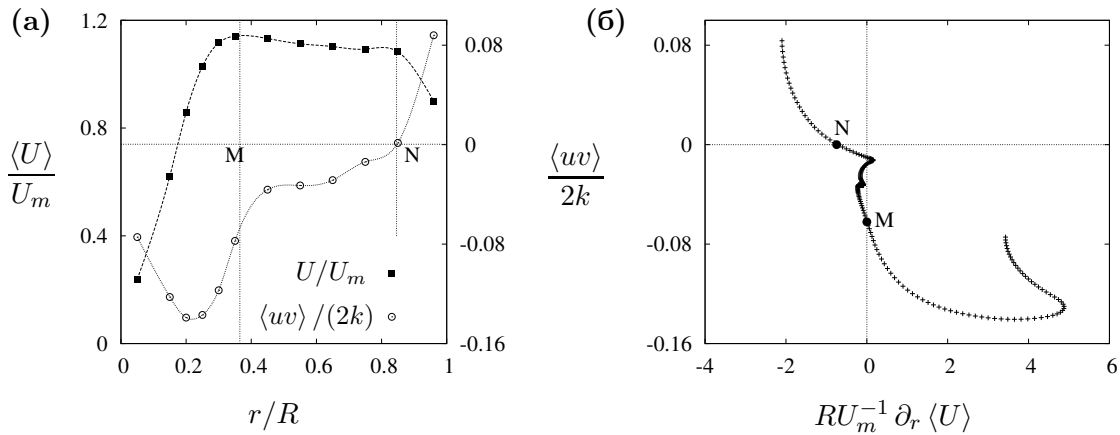 (а)
1.2
0.8
0.4
0
⟨U⟩
U_m
0.08
0
-0.08
-0.16
M
N
U/U_m
⟨uv⟩/(2k)
0 0.2 0.4 0.6 0.8 1
r/R
(б)
⟨uv⟩
2k
0.08
0
-0.08
-0.16
N
M
-4 -2 0 2 4 6
RU_m^{-1} ∂_r ⟨U⟩